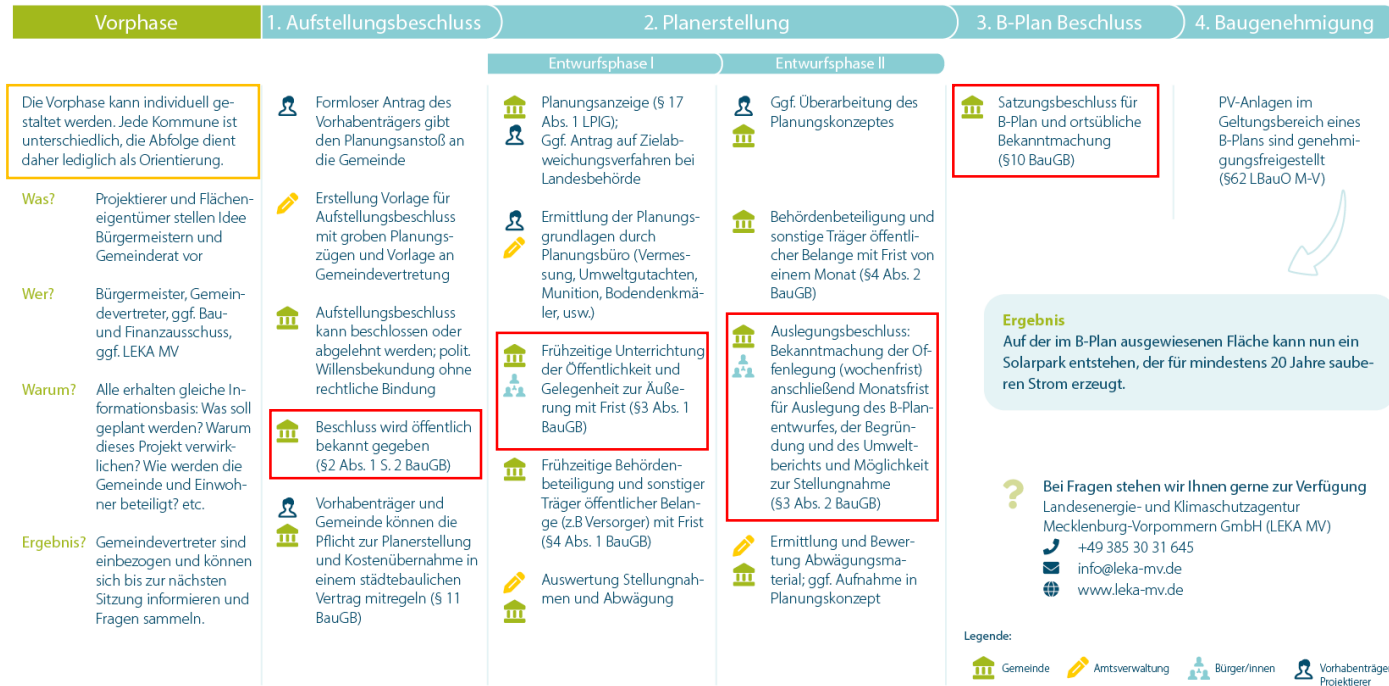 Vorphase
1. Aufstellungsbeschluss
2. Planerstellung
3. B-Plan Beschluss
4. Baugenehmigung
Entwurfsphase I
Entwurfsphase II
Die Vorphase kann individuell ge-
staltet werden. Jede Kommune ist
unterschiedlich, die Abfolge dient
daher lediglich als Orientierung.
Was?
Projektierer und Flächen-
eigentümer stellen Idee
Bürgermeistern und
Gemeinderat vor
Wer?
Bürgermeister, Gemein-
devertreter, ggf. Bau-
und Finanzausschuss,
ggf. LEKA MV
Warum?
Alle erhalten gleiche In-
formationsbasis: Was soll
geplant werden? Warum
dieses Projekt verwirk-
lichen? Wie werden die
Gemeinde und Einwoh-
ner beteiligt? etc.
Ergebnis?
Gemeindevertreter sind
einbezogen und können
sich bis zur nächsten
Sitzung informieren und
Fragen sammeln.
Formloser Antrag des
Vorhabenträgers gibt
den Planungsanstoß an
die Gemeinde
Erstellung Vorlage für
Aufstellungsbeschluss
mit groben Planungs-
zügen und Vorlage an
Gemeindevertretung
Aufstellungsbeschluss
kann beschlossen oder
abgelehnt werden; polit.
Willensbekundung ohne
rechtliche Bindung
Beschluss wird öffentlich
bekannt gegeben
(§2 Abs. 1 S. 2 BauGB)
Vorhabenträger und
Gemeinde können die
Pflicht zur Planerstellung
und Kostenübernahme in
einem städtebaulichen
Vertrag mitregeln (§ 11
BauGB)
Planungsanzeige (§ 17
Abs. 1 LPlG);
Ggf. Antrag auf Zielab-
weichungsverfahren bei
Landesbehörde
Ermittlung der Planungs-
grundlagen durch
Planungsbüro (Vermes-
sung, Umweltgutachten,
Munition, Bodendenkmä-
ler, usw.)
Frühzeitige Unterrichtung
der Öffentlichkeit und
Gelegenheit zur Äuße-
rung mit Frist (§3 Abs. 1
BauGB)
Frühzeitige Behörden-
beteiligung und sonstiger
Träger öffentlicher Belan-
ge (z.B Versorger) mit Frist
(§4 Abs. 1 BauGB)
Auswertung Stellungnah-
men und Abwägung
Ggf. Überarbeitung des
Planungskonzeptes
Behördenbeteiligung und
sonstige Träger öffentli-
cher Belange mit Frist von
einem Monat (§4 Abs. 2
BauGB)
Auslegungsbeschluss:
Bekanntmachung der Of-
fenlegung (wochenfrist)
anschließend Monatsfrist
für Auslegung des B-Plan-
entwurfes, der Begrün-
dung und des Umwelt-
berichts und Möglichkeit
zur Stellungnahme
(§3 Abs. 2 BauGB)
Ermittlung und Bewer-
tung Abwägungsma-
terial; ggf. Aufnahme in
Planungskonzept
Satzungsbeschluss für
B-Plan und ortsübliche
Bekanntmachung
(§10 BauGB)
PV-Anlagen im
Geltungsbereich eines
B-Plans sind genehmi-
gungsfreigestellt
(§62 LBauO M-V)
Ergebnis
Auf der im B-Plan ausgewiesenen Fläche kann nun ein
Solarpark entstehen, der für mindestens 20 Jahre saube-
ren Strom erzeugt.
?
Bei Fragen stehen wir Ihnen gerne zur Verfügung
Landesenergie- und Klimaschutzagentur
Mecklenburg-Vorpommern GmbH (LEKA MV)
+49 385 30 31 645
info@leka-mv.de
www.leka-mv.de
Legende:
Gemeinde
Amtsverwaltung
Bürger/innen
Vorhabenträger
Projektierer